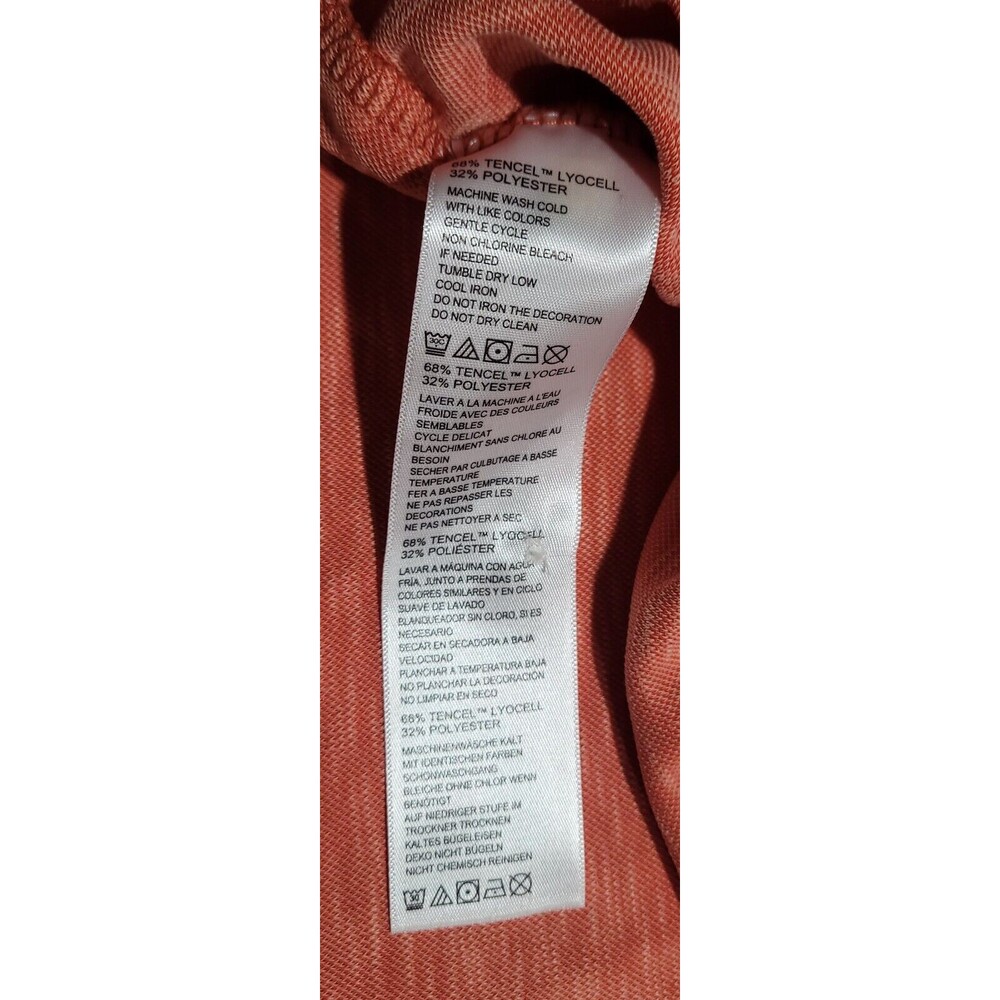 68% TENCEL™ LYOCELL
32% POLYESTER
MACHINE WASH COLD
WITH LIKE COLORS
GENTLE CYCLE
NON CHLORINE BLEACH
IF NEEDED
TUMBLE DRY LOW
COOL IRON
DO NOT IRON THE DECORATION
DO NOT DRY CLEAN
30C
68% TENCEL™ LYOCELL
32% POLYESTER
LAVER A LA MACHINE A L'EAU
FROIDE AVEC DES COULEURS
SEMBLABLES
CYCLE DELICAT
BLANCHIMENT SANS CHLORE AU
BESOIN
SECHER PAR CULBUTAGE A BASSE
TEMPERATURE
FER A BASSE TEMPERATURE
NE PAS REPASSER LES
DECORATIONS
NE PAS NETTOYER A SEC
68% TENCEL™ LYOCELL
32% POLIÉSTER
LAVAR A MÁQUINA CON AGUA
FRÍA, JUNTO A PRENDAS DE
COLORES SIMILARES Y EN CICLO
SUAVE DE LAVADO
BLANQUEADOR SIN CLORO, SI ES
NECESARIO
SECAR EN SECADORA A BAJA
VELOCIDAD
PLANCHAR A TEMPERATURA BAJA
NO PLANCHAR LA DECORACIÓN
NO LIMPIAR EN SECO
68% TENCEL™ LYOCELL
32% POLYESTER
MASCHINENWÄSCHE KALT
MIT IDENTISCHEN FARBEN
SCHONWASCHGANG
BLEICHE OHNE CHLOR WENN
BENÖTIGT
AUF NIEDRIGER STUFE IM
TROCKNER TROCKNEN
KALTES BÜGELEISEN
DEKO NICHT BÜGELN
NICHT CHEMISCH REINIGEN
30